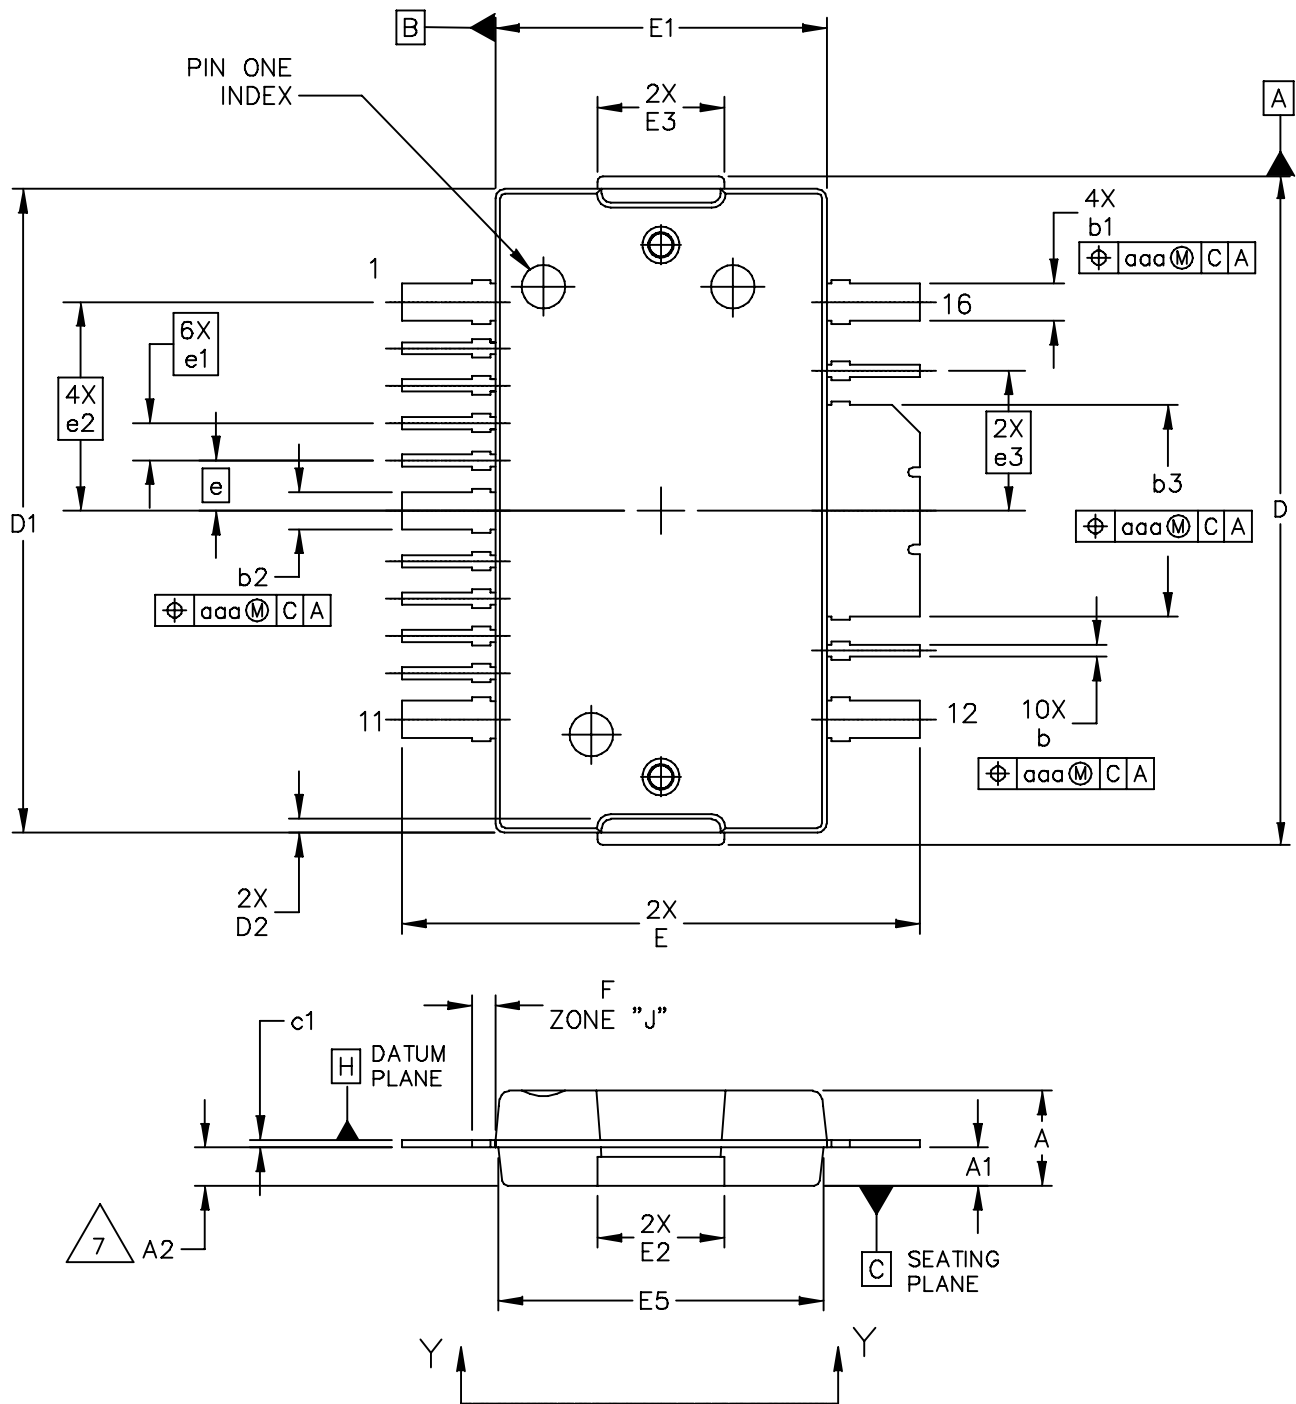 B
E1
PIN ONE
INDEX
2X
E3
A
4X
b1
⌖ aaa Ⓜ C A
1
16
6X
e1
4X
e2
2X
e3
e
b3
D1
D
⌖ aaa Ⓜ C A
b2
⌖ aaa Ⓜ C A
11
12
10X
b
⌖ aaa Ⓜ C A
2X
D2
2X
E
F
ZONE "J"
c1
H
DATUM
PLANE
A
A1
7
A2
2X
E2
C
SEATING
PLANE
E5
Y
Y